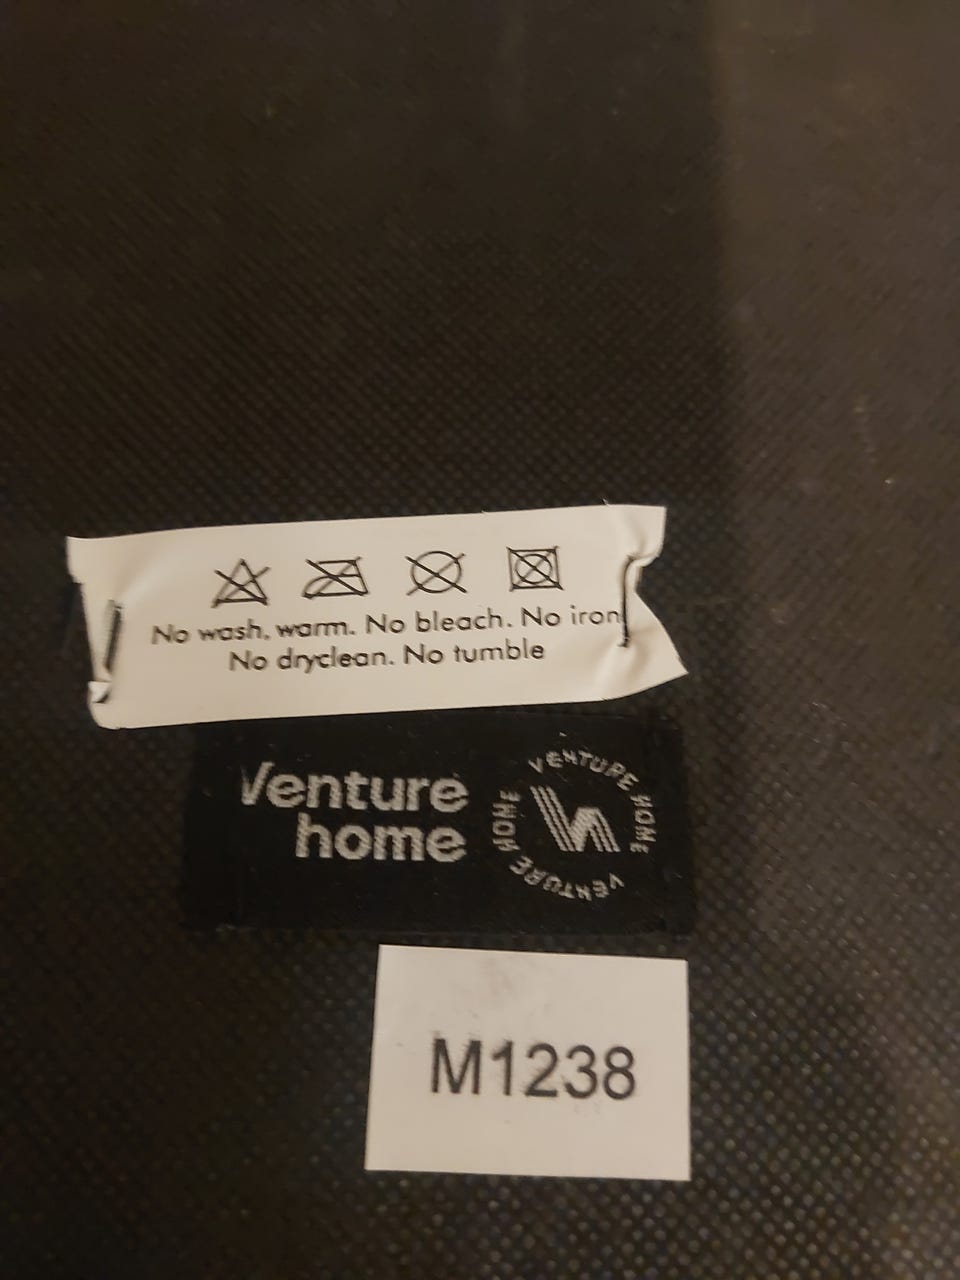 No wash, warm. No bleach. No iron
No dryclean. No tumble
Venture
home
VENTURE HOME
VENTURE HOME
M1238